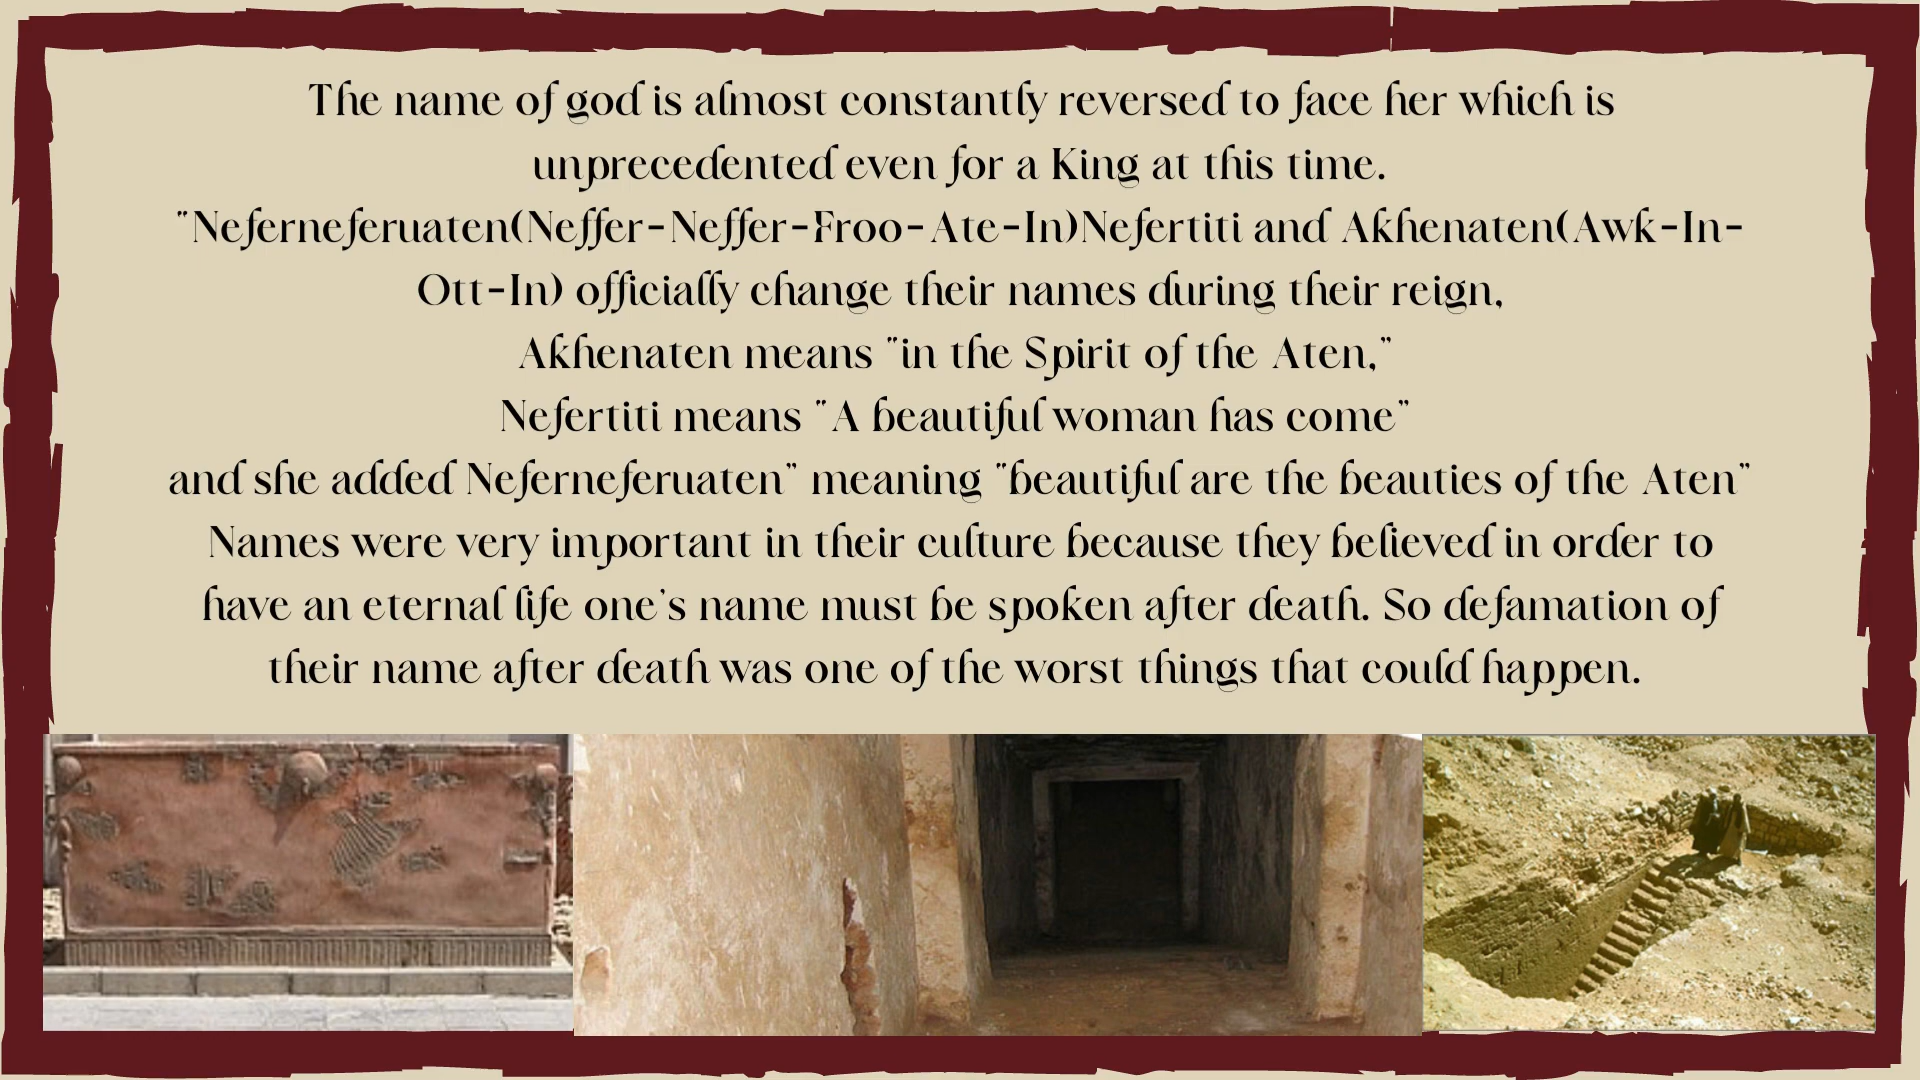 The name of god is almost constantly reversed to face her which is
unprecedented even for a King at this time.
"Neferneferuaten(Neffer-Neffer-Froo-Ate-In)Nefertiti and Akhenaten(Awk-In-
Ott-In) officially change their names during their reign,
Akhenaten means "in the Spirit of the Aten,"
Nefertiti means "A beautiful woman has come"
and she added Neferneferuaten" meaning "beautiful are the beauties of the Aten"
Names were very important in their culture because they believed in order to
have an eternal life one's name must be spoken after death. So defamation of
their name after death was one of the worst things that could happen.